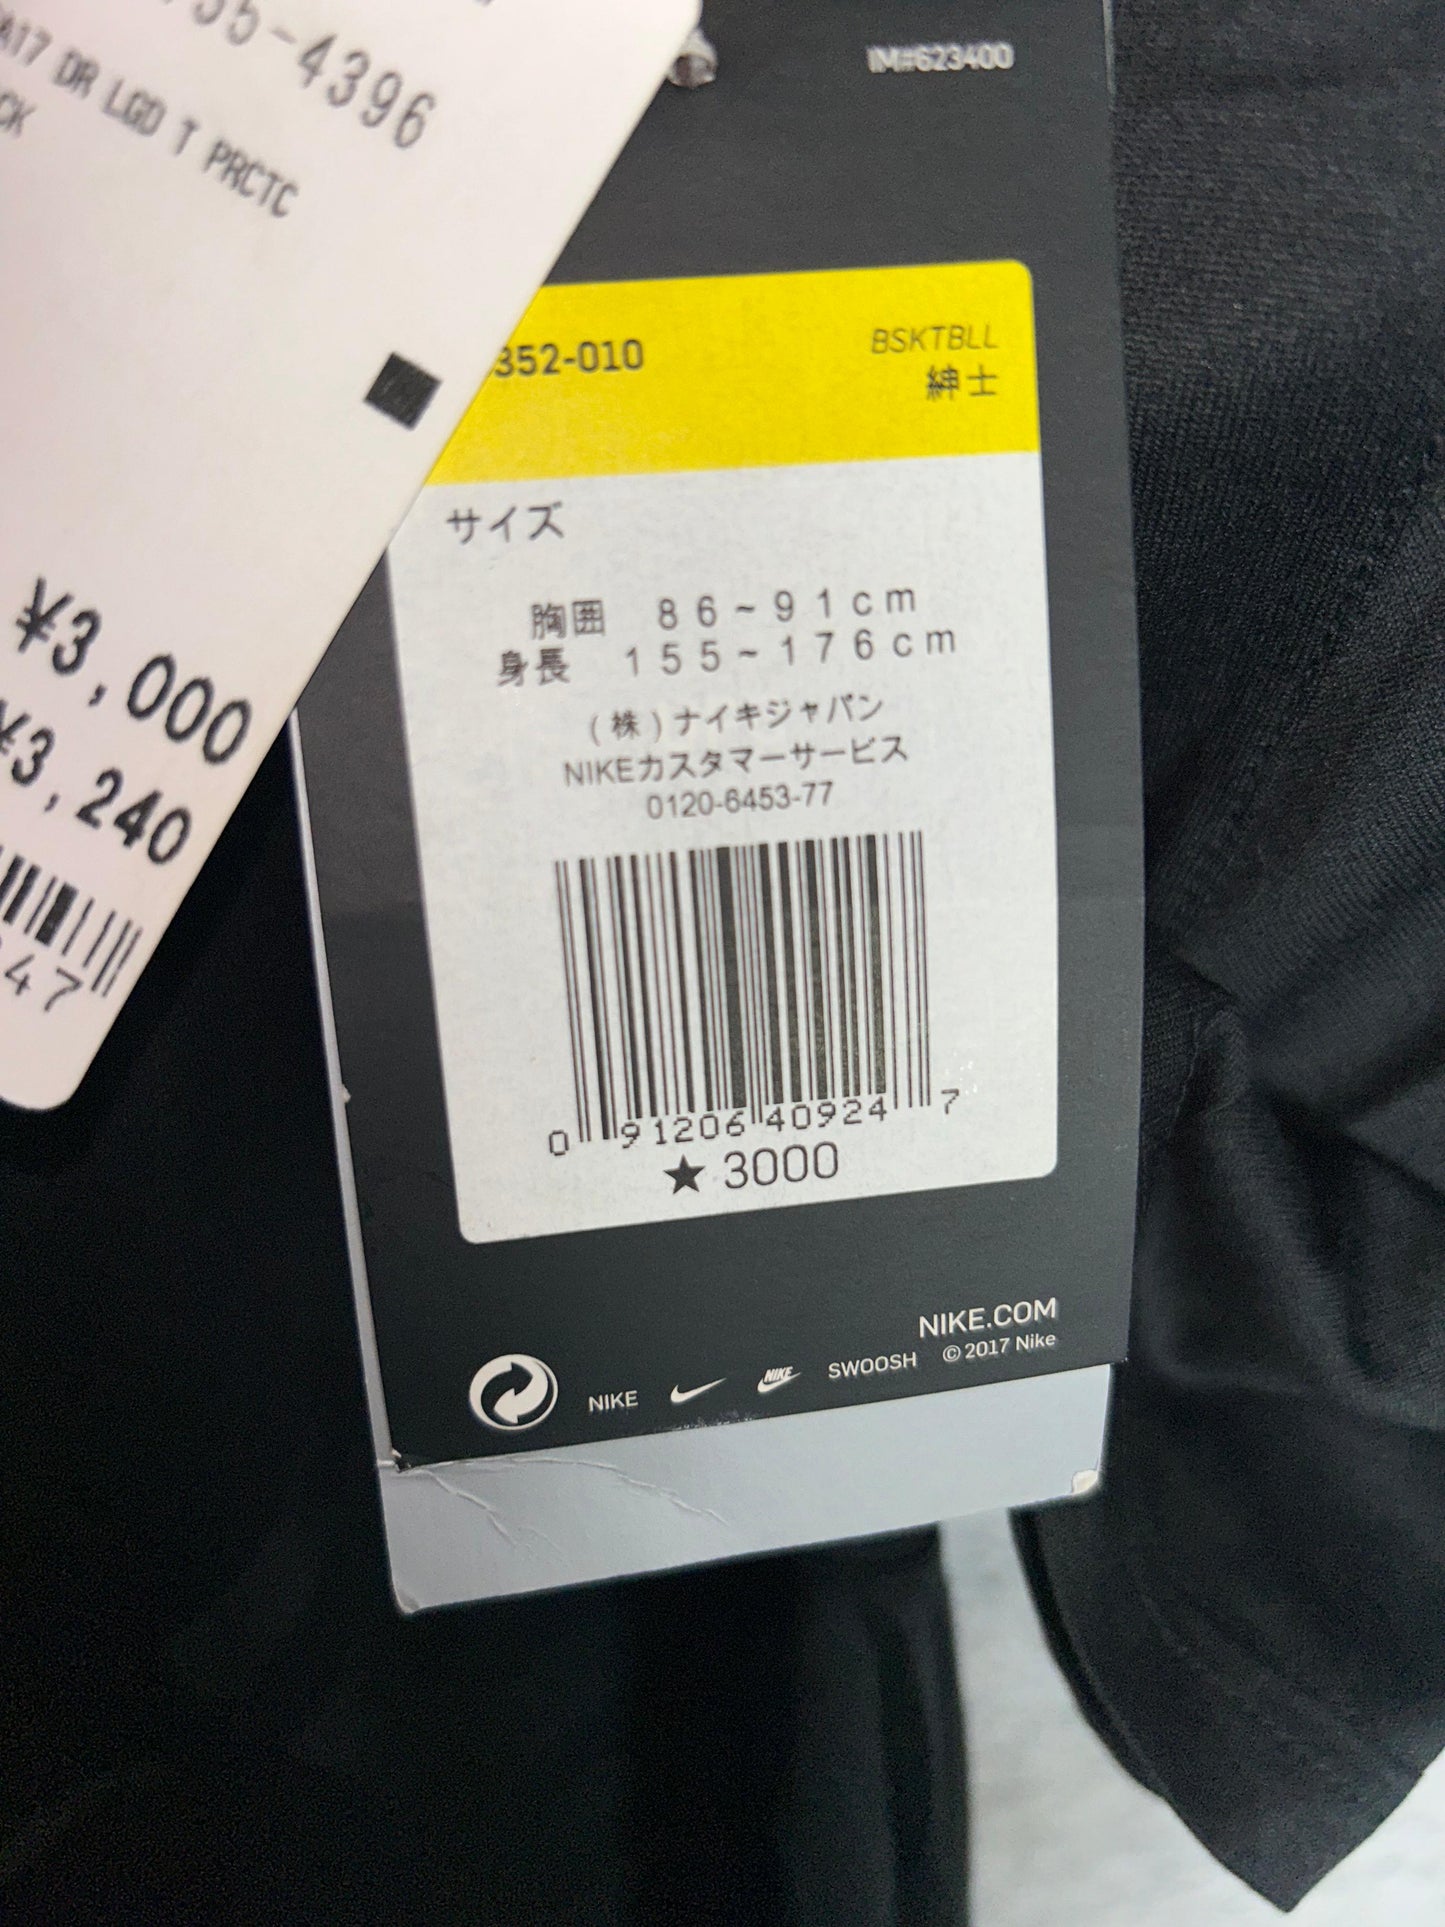 -4396
DR LGD T PRCTC
CK
¥3,000
¥3,240
47
IM#623400
352-010
BSKTBLL
紳士
サイズ
胸囲 86~91cm
身長 155~176cm
(株)ナイキジャパン
NIKEカスタマーサービス
0120-6453-77
0 91206 40924 7
★3000
NIKE.COM
© 2017 Nike
NIKE NIKE SWOOSH